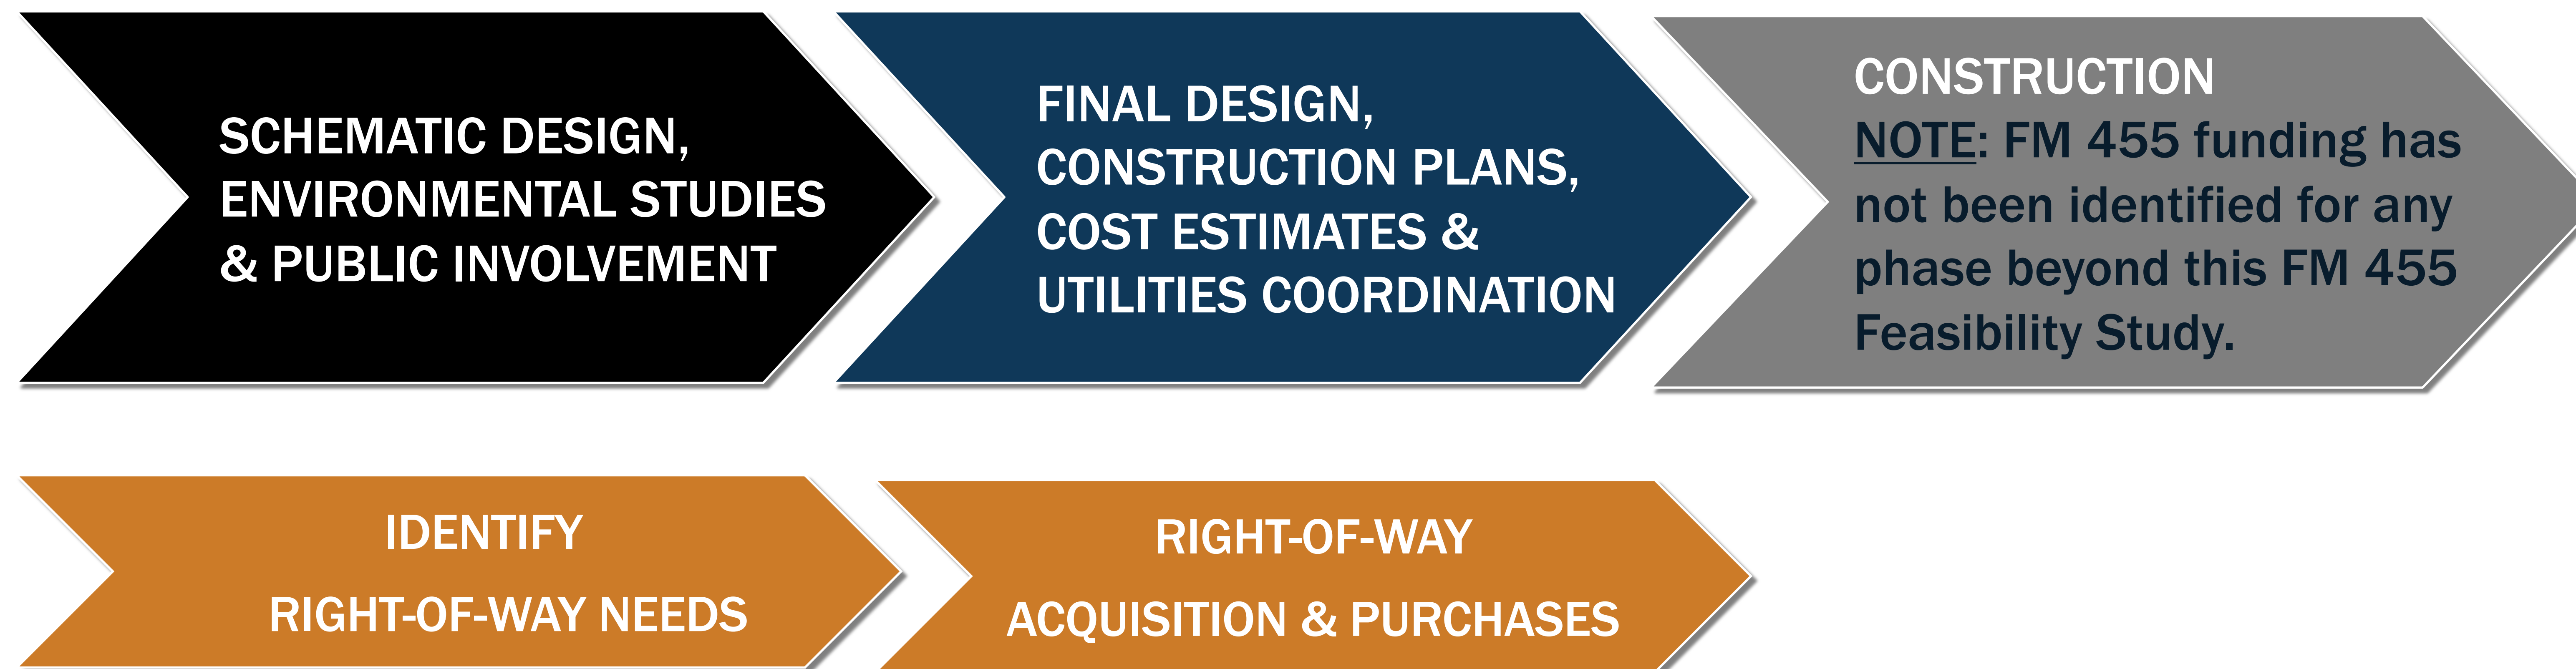 SCHEMATIC DESIGN,
ENVIRONMENTAL STUDIES
& PUBLIC INVOLVEMENT
FINAL DESIGN,
CONSTRUCTION PLANS,
COST ESTIMATES &
UTILITIES COORDINATION
CONSTRUCTION
NOTE: FM 455 funding has
not been identified for any
phase beyond this FM 455
Feasibility Study.
IDENTIFY
RIGHT-OF-WAY NEEDS
RIGHT-OF-WAY
ACQUISITION & PURCHASES